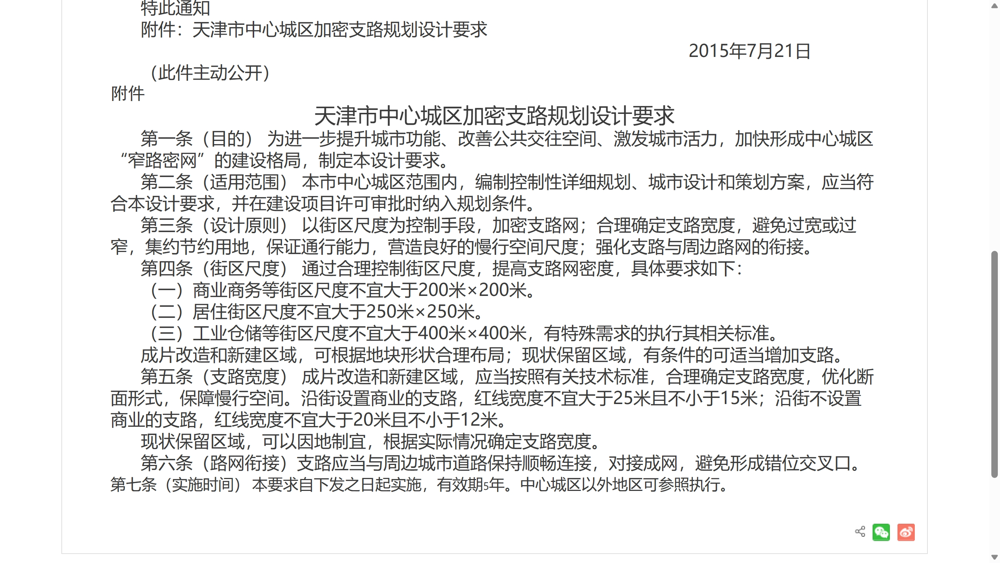 特此通知
附件：天津市中心城区加密支路规划设计要求
2015年7月21日
（此件主动公开）
附件
天津市中心城区加密支路规划设计要求
第一条（目的） 为进一步提升城市功能、改善公共交往空间、激发城市活力，加快形成中心城区
“窄路密网”的建设格局，制定本设计要求。
第二条（适用范围） 本市中心城区范围内，编制控制性详细规划、城市设计和策划方案，应当符
合本设计要求，并在建设项目许可审批时纳入规划条件。
第三条（设计原则） 以街区尺度为控制手段，加密支路网；合理确定支路宽度，避免过宽或过
窄，集约节约用地，保证通行能力，营造良好的慢行空间尺度；强化支路与周边路网的衔接。
第四条（街区尺度） 通过合理控制街区尺度，提高支路网密度，具体要求如下：
（一）商业商务等街区尺度不宜大于200米×200米。
（二）居住街区尺度不宜大于250米×250米。
（三）工业仓储等街区尺度不宜大于400米×400米，有特殊需求的执行其相关标准。
成片改造和新建区域，可根据地块形状合理布局；现状保留区域，有条件的可适当增加支路。
第五条（支路宽度） 成片改造和新建区域，应当按照有关技术标准，合理确定支路宽度，优化断
面形式，保障慢行空间。沿街设置商业的支路，红线宽度不宜大于25米且不小于15米；沿街不设置
商业的支路，红线宽度不宜大于20米且不小于12米。
现状保留区域，可以因地制宜，根据实际情况确定支路宽度。
第六条（路网衔接）支路应当与周边城市道路保持顺畅连接，对接成网，避免形成错位交叉口。
第七条（实施时间） 本要求自下发之日起实施，有效期5年。中心城区以外地区可参照执行。